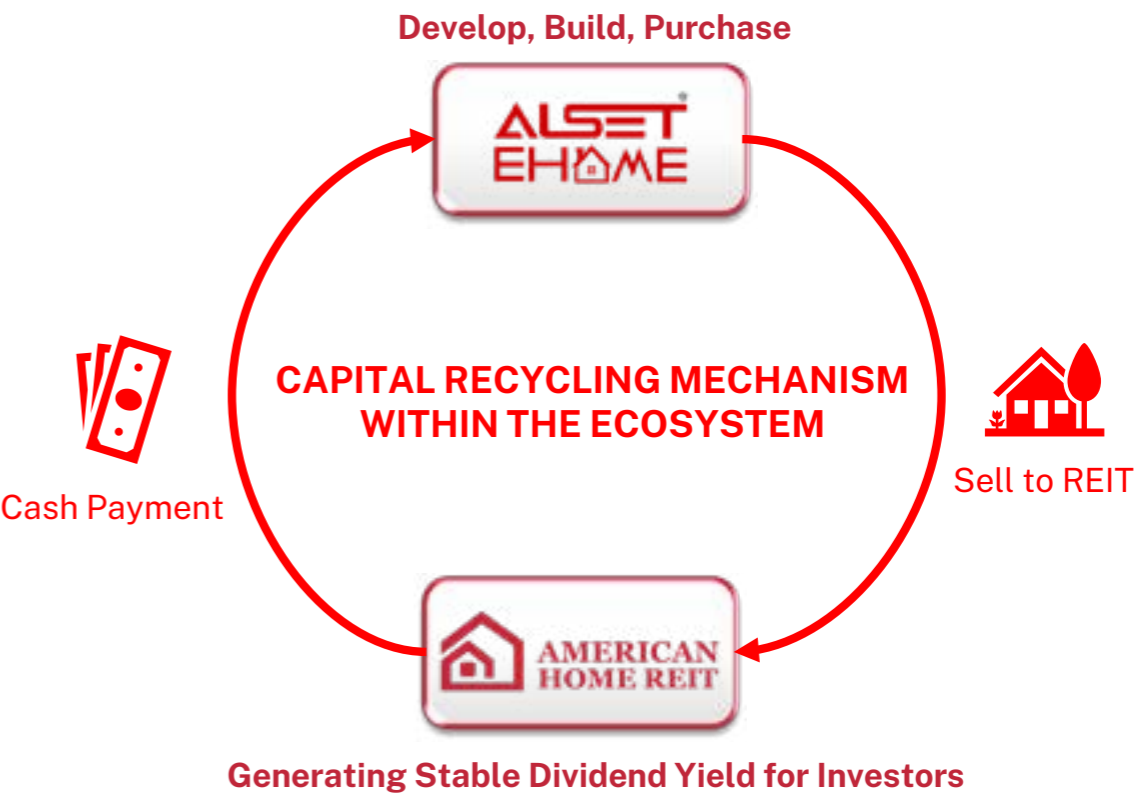 Develop, Build, Purchase
ALSET®
EHOME
CAPITAL RECYCLING MECHANISM
WITHIN THE ECOSYSTEM
Cash Payment
Sell to REIT
AMERICAN
HOME REIT
Generating Stable Dividend Yield for Investors